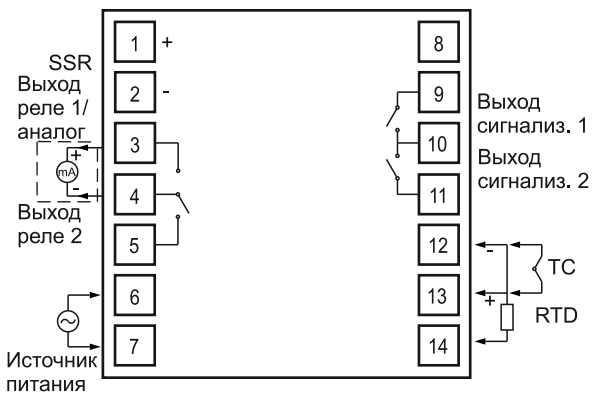 SSR
Выход
реле 1/
аналог
+
mA
-
Выход
реле 2
Источник
питания
1 +
2 -
3
4
5
6
7
8
9
10
11
12
13
14
Выход
сигнализ. 1
Выход
сигнализ. 2
-
TC
+
RTD